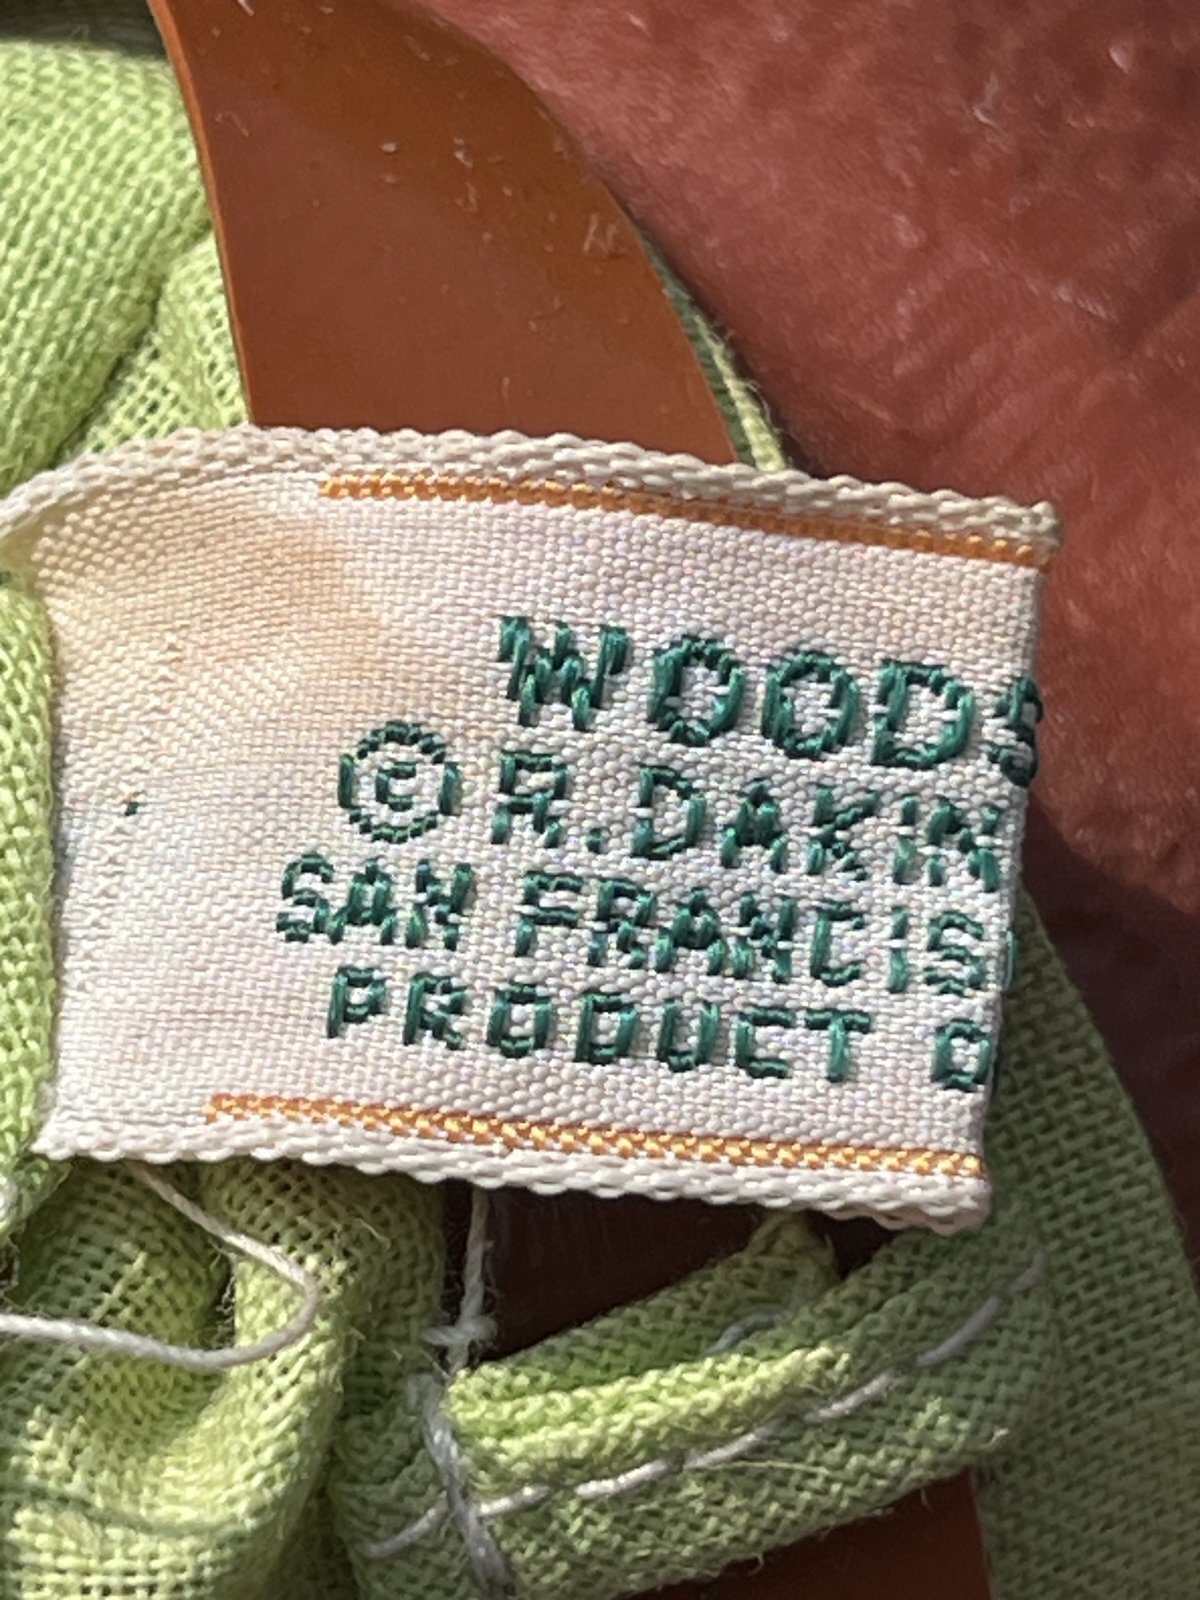 WOODS
© R. DAKIN
SAN FRANCIS
PRODUCT O